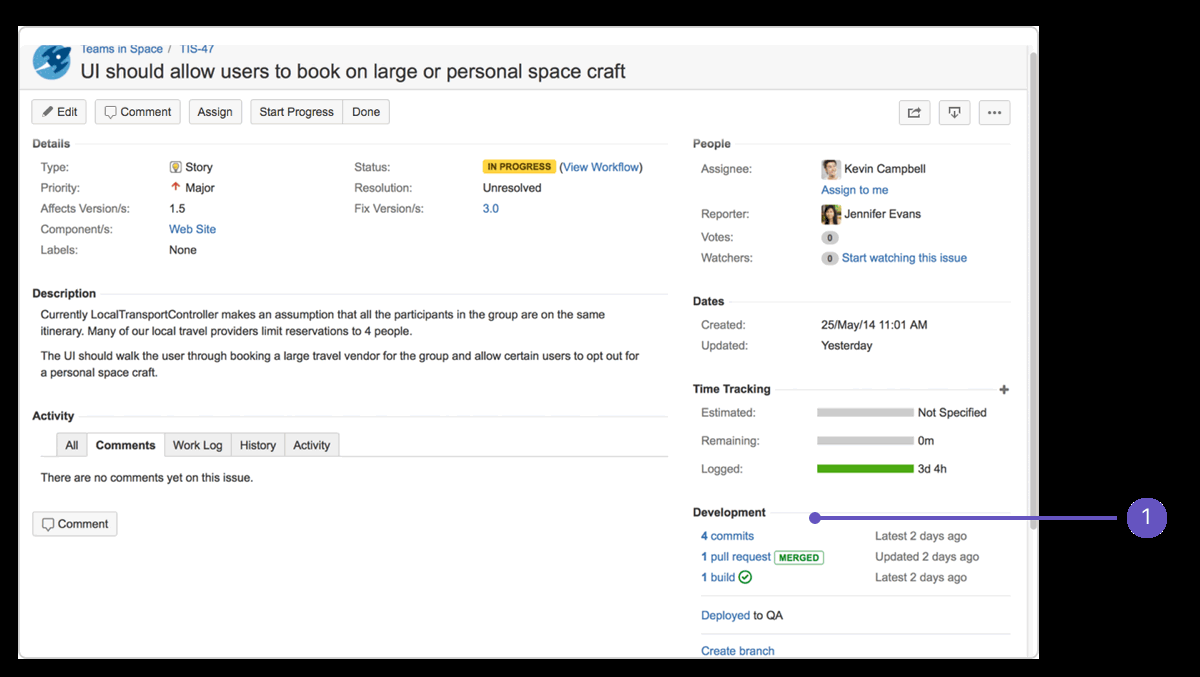 Teams in Space / TIS-47
UI should allow users to book on large or personal space craft
Edit Comment Assign Start Progress Done
Details
Type: Story
Priority: Major
Affects Version/s: 1.5
Component/s: Web Site
Labels: None
Status: IN PROGRESS (View Workflow)
Resolution: Unresolved
Fix Version/s: 3.0
Description
Currently LocalTransportController makes an assumption that all the participants in the group are on the same
itinerary. Many of our local travel providers limit reservations to 4 people.
The UI should walk the user through booking a large travel vendor for the group and allow certain users to opt out for
a personal space craft.
Activity
All Comments Work Log History Activity
There are no comments yet on this issue.
Comment
People
Assignee: Kevin Campbell
Assign to me
Reporter: Jennifer Evans
Votes: 0
Watchers: 0 Start watching this issue
Dates
Created: 25/May/14 11:01 AM
Updated: Yesterday
Time Tracking
Estimated: Not Specified
Remaining: 0m
Logged: 3d 4h
Development
4 commits Latest 2 days ago
1 pull request MERGED Updated 2 days ago
1 build Latest 2 days ago
Deployed to QA
Create branch
1